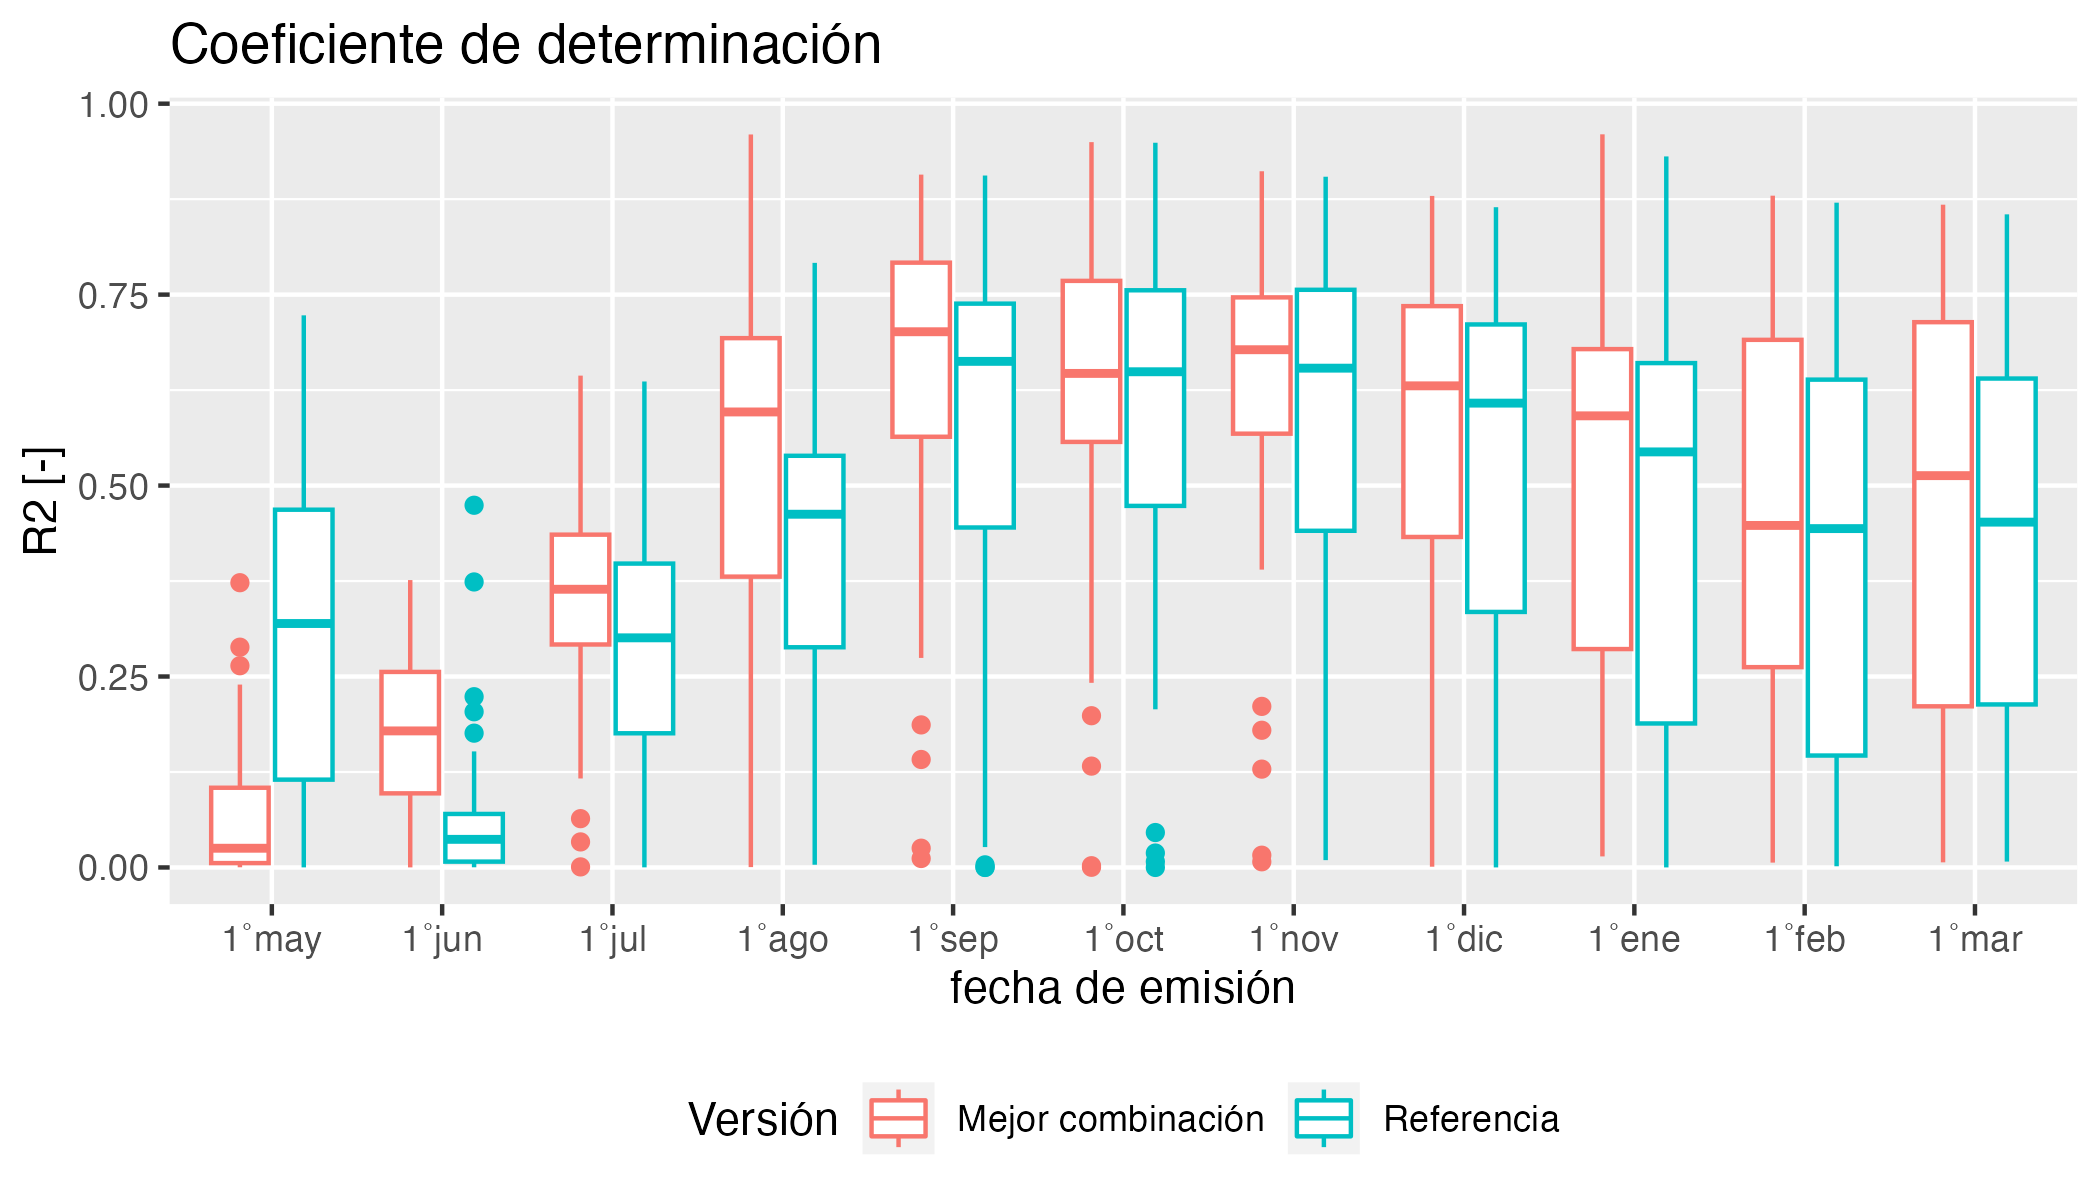 Coeficiente de determinación
R2 [-]
1.00
0.75
0.50
0.25
0.00
1°may 1°jun 1°jul 1°ago 1°sep 1°oct 1°nov 1°dic 1°ene 1°feb 1°mar
fecha de emisión
Versión Mejor combinación Referencia